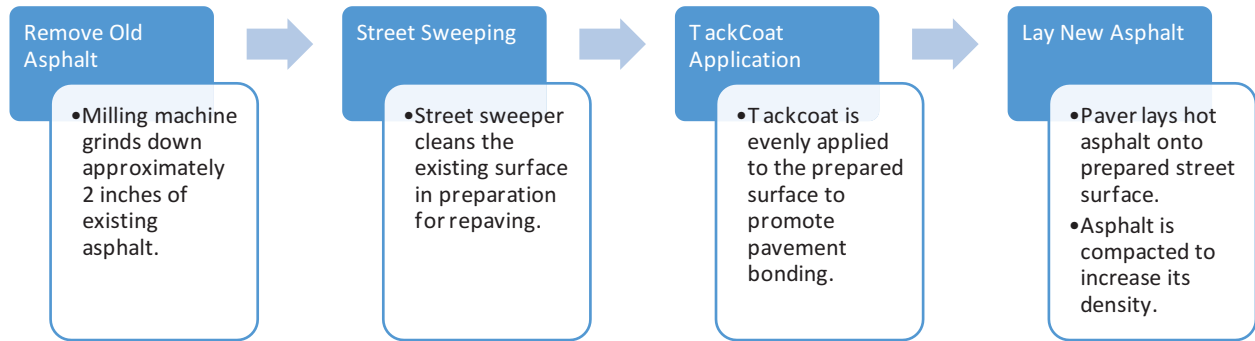 Remove Old
Asphalt
•Milling machine
grinds down
approximately
2 inches of
existing
asphalt.
Street Sweeping
•Street sweeper
cleans the
existing surface
in preparation
for repaving.
TackCoat
Application
•Tackcoat is
evenly applied
to the prepared
surface to
promote
pavement
bonding.
Lay New Asphalt
•Paver lays hot
asphalt onto
prepared street
surface.
•Asphalt is
compacted to
increase its
density.